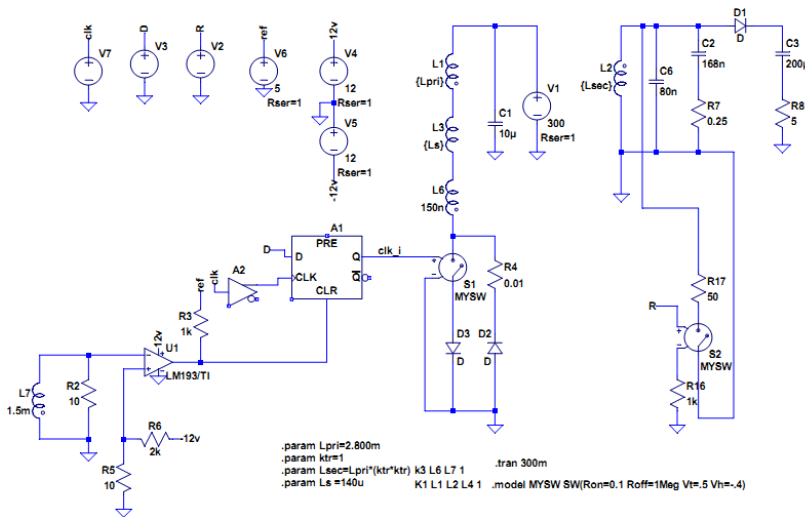 clk
V7
D
V3
R
V2
ref
V6
5
Rser=1
12v
V4
12
Rser=1
V5
12
Rser=1
-12v
L1
{Lpri}
L3
{Ls}
L6
150n
C1
10µ
V1
300
Rser=1
L2
{Lsec}
C6
80n
C2
168n
R7
0.25
D1
D
C3
200µ
R8
5
A1
PRE
D
D
CLK
CLR
Q
Q
clk_i
clk
A2
ref
R3
1k
12v
U1
LM193/TI
L7
1.5m
R2
10
R6
2k
-12v
R5
10
S1
MYSW
R4
0.01
D3
D
D2
D
R17
50
R
S2
MYSW
R16
1k
.param Lpri=2.800m
.param ktr=1
.param Lsec=Lpri*(ktr*ktr) k3 L6 L7 1
.param Ls =140u
.tran 300m
K1 L1 L2 L4 1 .model MYSW SW(Ron=0.1 Roff=1Meg Vt=.5 Vh=-.4)